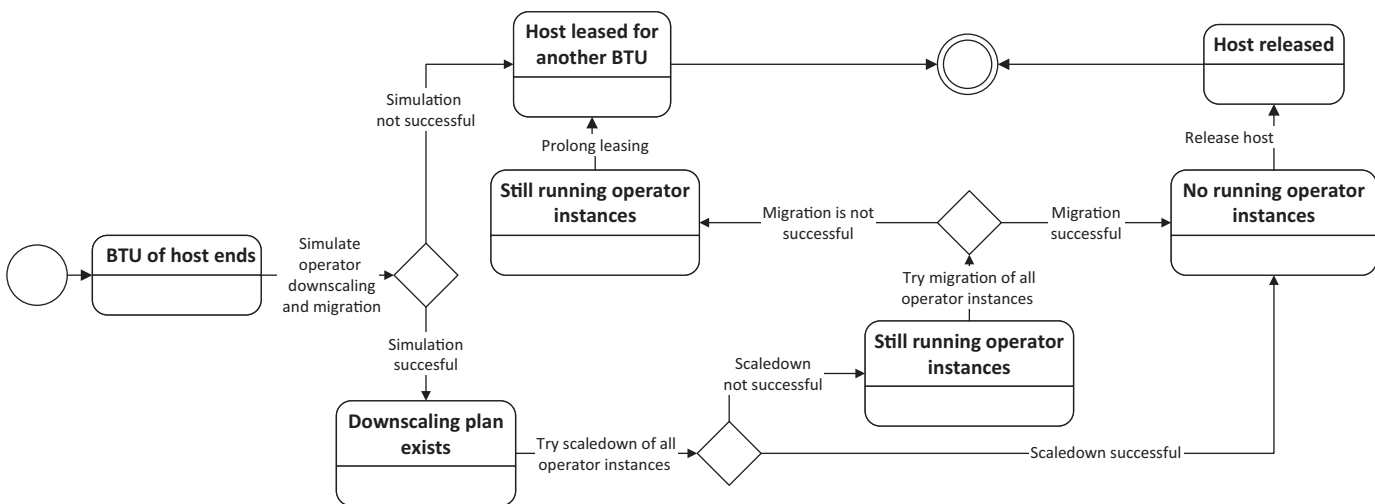 Host leased for
another BTU
Host released
Simulation
not successful
Prolong leasing
Release host
Still running operator
instances
Migration is not
successful
Migration
successful
No running operator
instances
BTU of host ends
Simulate
operator
downscaling
and migration
Try migration of all
operator instances
Simulation
succesful
Still running operator
instances
Scaledown
not successful
Downscaling plan
exists
Try scaledown of all
operator instances
Scaledown successful